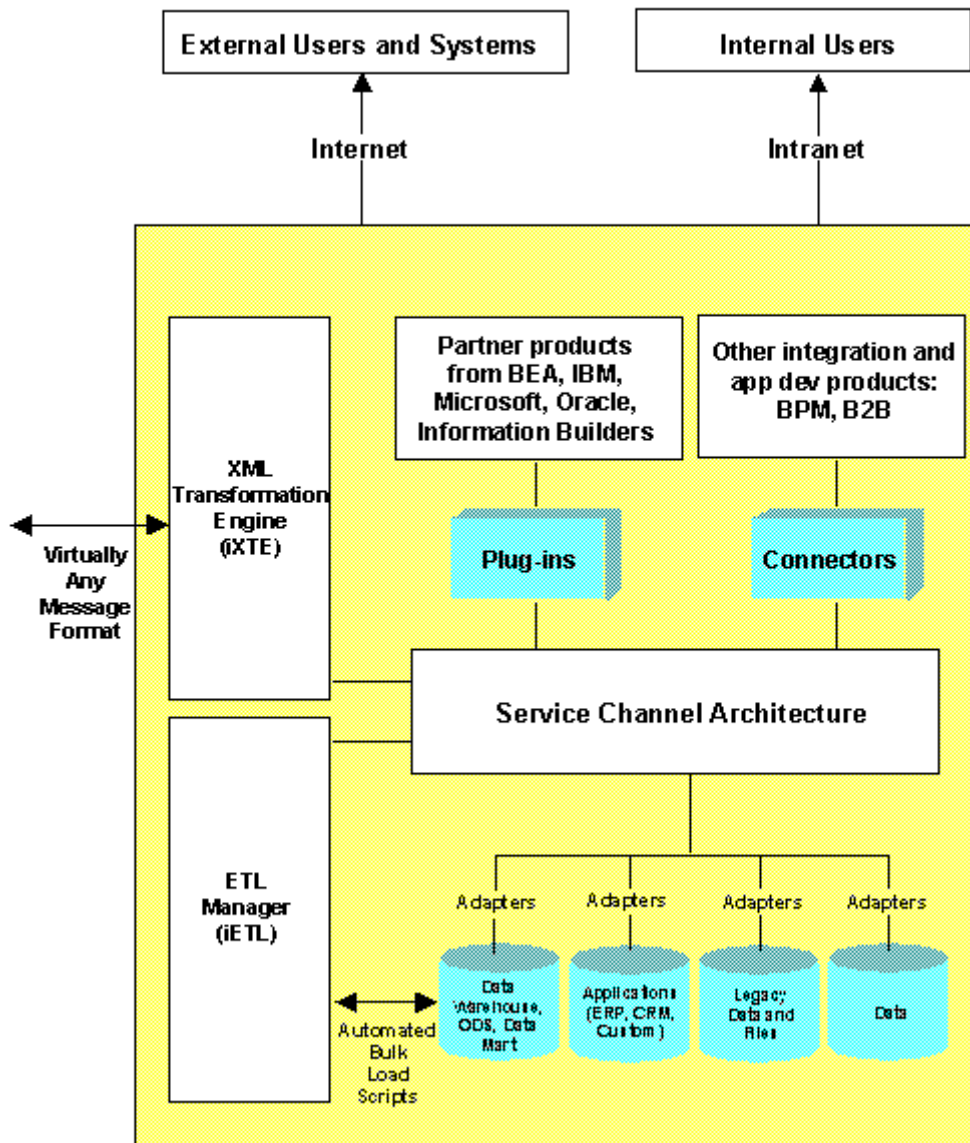 External Users and Systems
Internal Users
Internet
Intranet
Partner products
from BEA, IBM,
Microsoft, Oracle,
Information Builders
Other integration and
app dev products:
BPM, B2B
XML
Transformation
Engine
(iXTE)
Virtually
Any
Message
Format
Plug-ins
Connectors
Service Channel Architecture
ETL
Manager
(iETL)
Adapters
Adapters
Adapters
Adapters
Automated
Bulk
Load
Scripts
Data
Warehouse,
ODS, Data
Mart
Applications
(ERP, CRM,
Custom)
Legacy
Data and
Files
Data